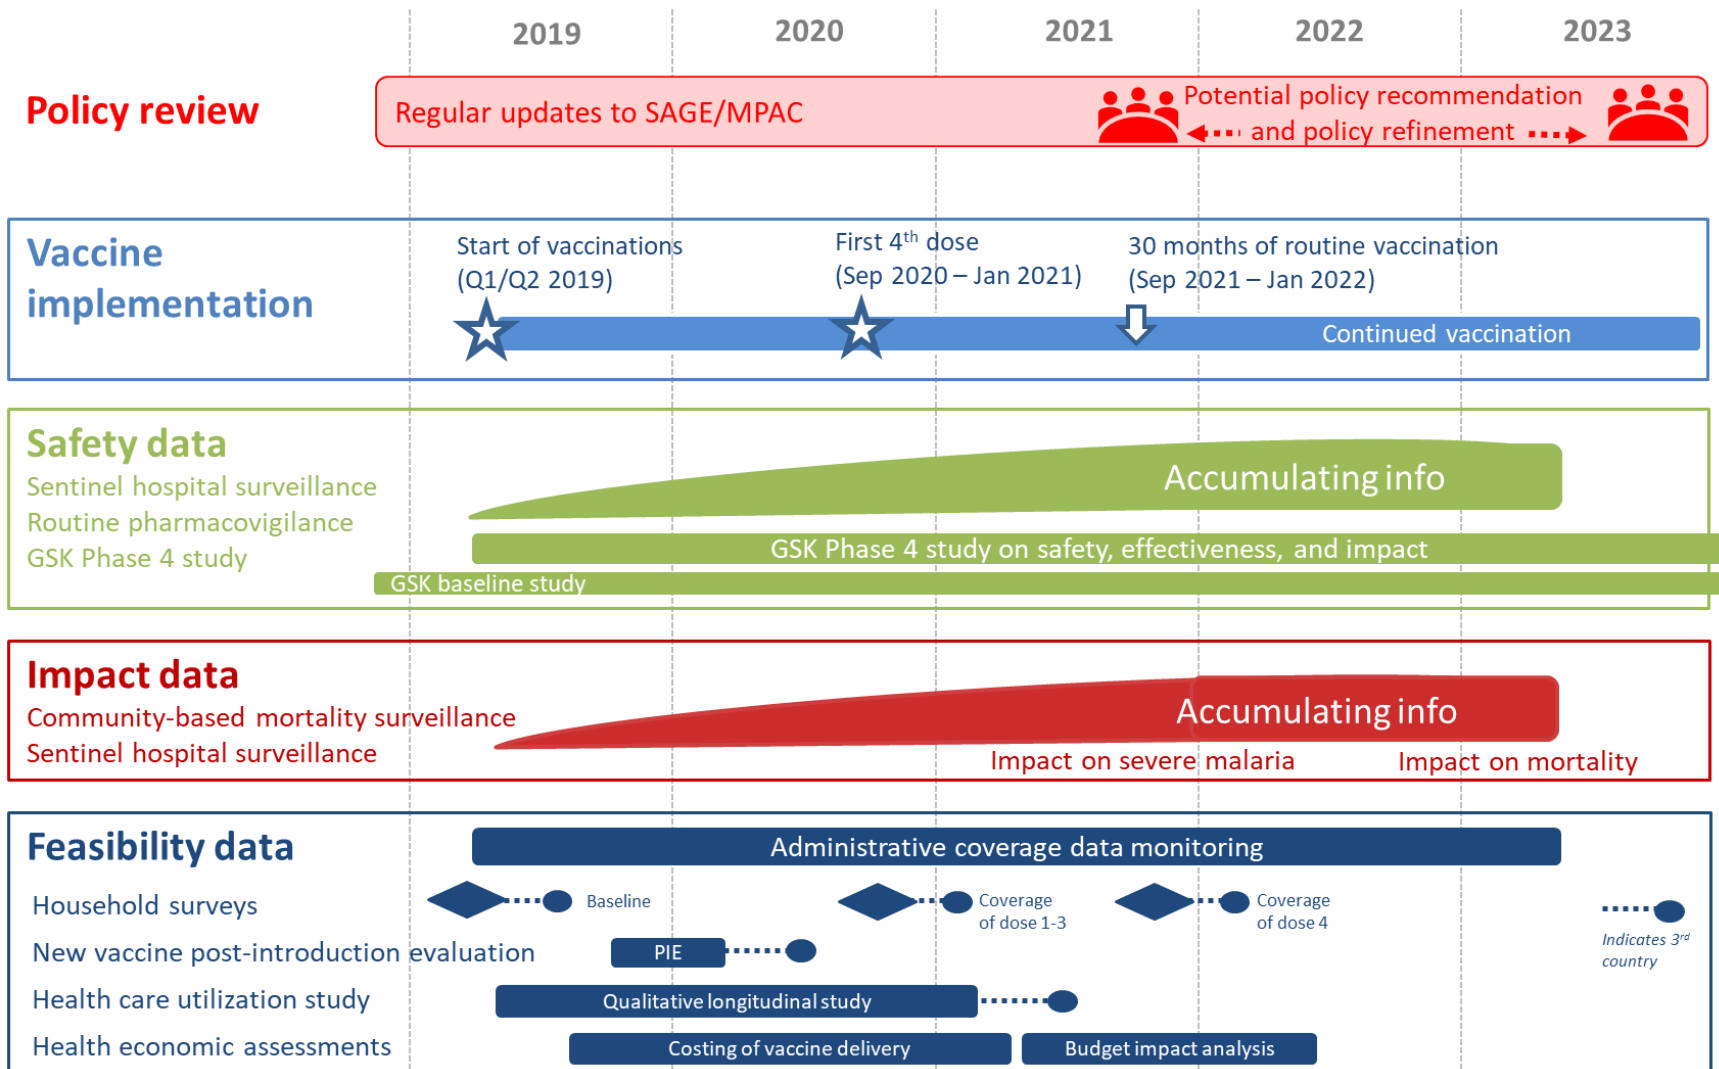 2019 2020 2021 2022 2023
Policy review
Regular updates to SAGE/MPAC
Potential policy recommendation
and policy refinement
Vaccine
implementation
Start of vaccinations
(Q1/Q2 2019)
First 4th dose
(Sep 2020 – Jan 2021)
30 months of routine vaccination
(Sep 2021 – Jan 2022)
Continued vaccination
Safety data
Sentinel hospital surveillance
Routine pharmacovigilance
GSK Phase 4 study
Accumulating info
GSK Phase 4 study on safety, effectiveness, and impact
GSK baseline study
Impact data
Community-based mortality surveillance
Sentinel hospital surveillance
Accumulating info
Impact on severe malaria
Impact on mortality
Feasibility data
Administrative coverage data monitoring
Household surveys
Baseline
Coverage
of dose 1-3
Coverage
of dose 4
Indicates 3rd
country
New vaccine post-introduction evaluation
PIE
Health care utilization study
Qualitative longitudinal study
Health economic assessments
Costing of vaccine delivery
Budget impact analysis